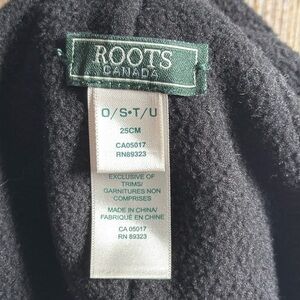 ROOTS
CANADA
O/S•T/U
25CM
CA05017
RN89323
EXCLUSIVE OF
TRIMS/
GARNITURES NON
COMPRISES
MADE IN CHINA/
FABRIQUÉ EN CHINE
CA 05017
RN 89323